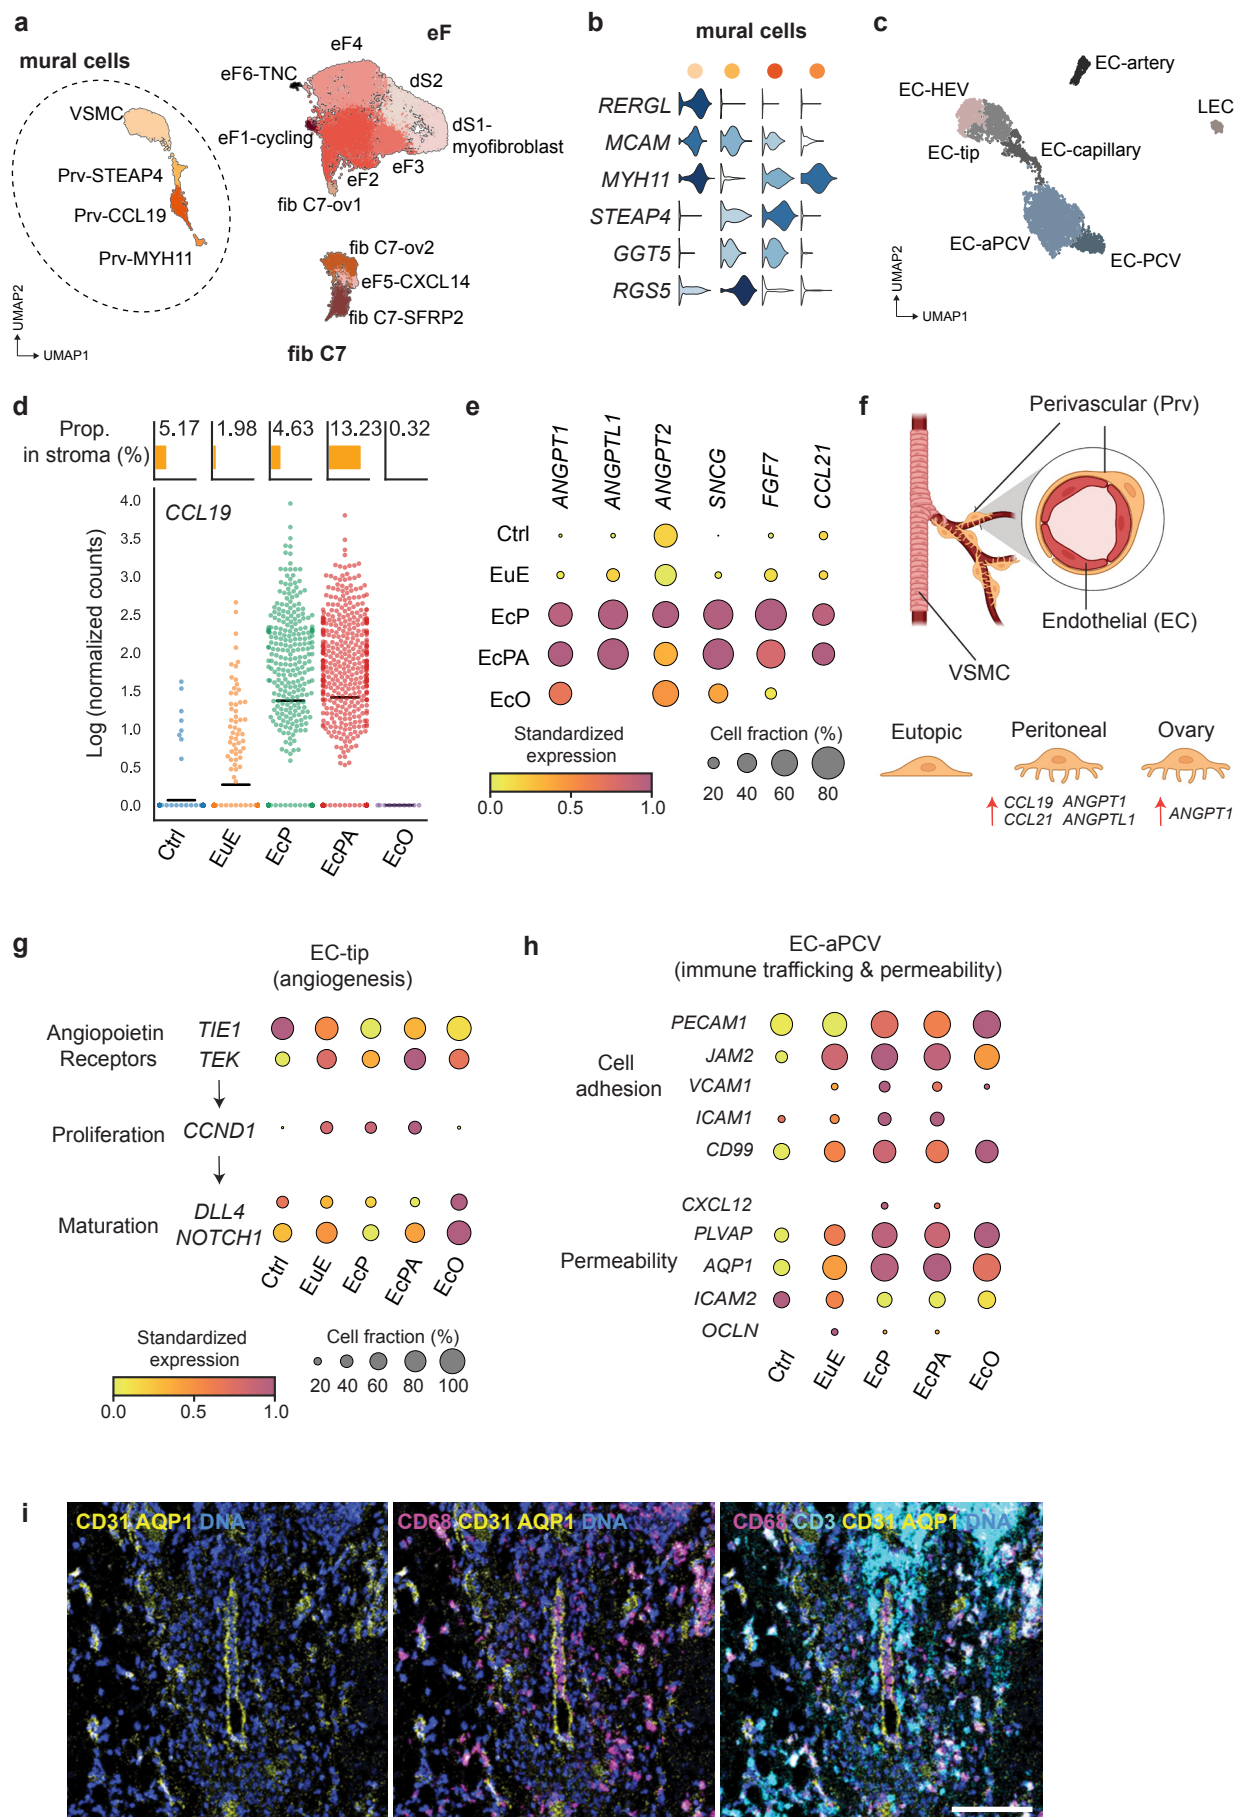 a
mural cells
VSMC
Prv-STEAP4
Prv-CCL19
Prv-MYH11
UMAP2
UMAP1
eF
eF4
eF6-TNC
dS2
eF1-cycling
dS1-
myofibroblast
eF3
eF2
fib C7-ov1
fib C7-ov2
eF5-CXCL14
fib C7-SFRP2
fib C7
b
mural cells
RERGL
MCAM
MYH11
STEAP4
GGT5
RGS5
c
EC-artery
EC-HEV
LEC
EC-tip
EC-capillary
EC-aPCV
EC-PCV
UMAP2
UMAP1
d
Prop.
in stroma (%)
5.17 1.98 4.63 13.23 0.32
CCL19
Log (normalized counts)
4.0
3.5
3.0
2.5
2.0
1.5
1.0
0.5
0.0
Ctrl EuE EcP EcPA EcO
e
ANGPT1 ANGPTL1 ANGPT2 SNCG FGF7 CCL21
Ctrl
EuE
EcP
EcPA
EcO
Standardized
expression
0.0 0.5 1.0
Cell fraction (%)
20 40 60 80
f
Perivascular (Prv)
Endothelial (EC)
VSMC
Eutopic Peritoneal Ovary
CCL19 ANGPT1
CCL21 ANGPTL1
ANGPT1
g
EC-tip
(angiogenesis)
Angiopoietin
Receptors
TIE1
TEK
Proliferation CCND1
Maturation
DLL4
NOTCH1
Ctrl EuE EcP EcPA EcO
Standardized
expression
0.0 0.5 1.0
Cell fraction (%)
20 40 60 80 100
h
EC-aPCV
(immune trafficking & permeability)
Cell
adhesion
PECAM1
JAM2
VCAM1
ICAM1
CD99
Permeability
CXCL12
PLVAP
AQP1
ICAM2
OCLN
Ctrl EuE EcP EcPA EcO
i
CD31 AQP1 DNA
CD68 CD31 AQP1 DNA
CD68 CD3 CD31 AQP1 DNA